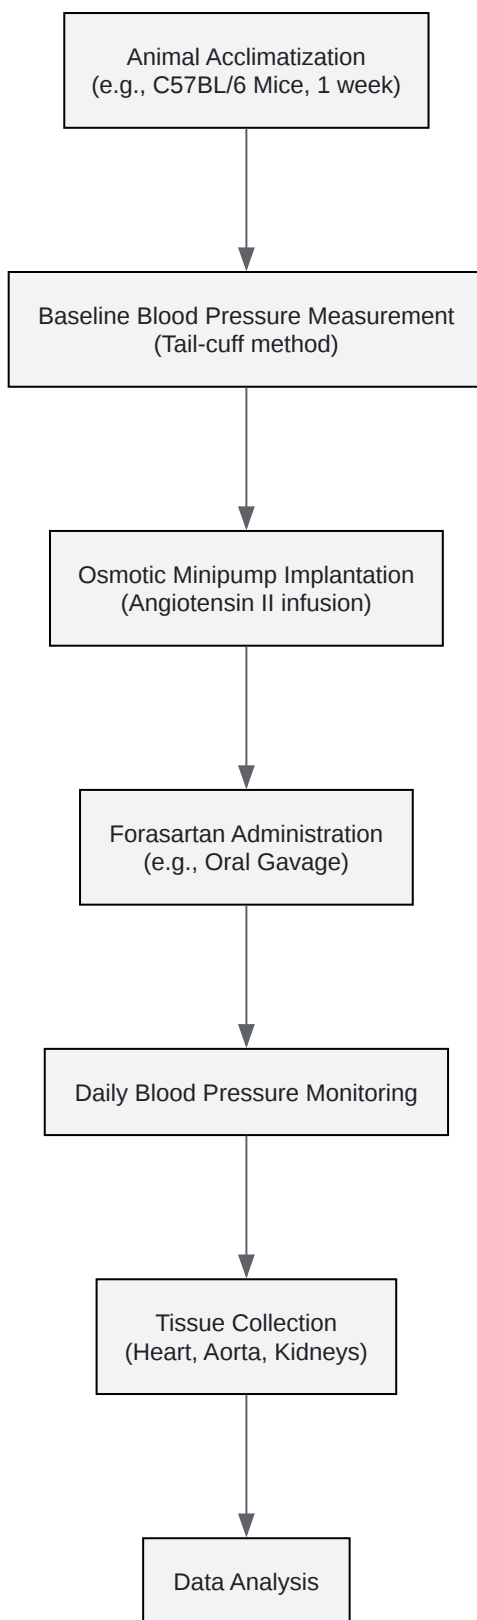 Animal Acclimatization
(e.g., C57BL/6 Mice, 1 week)
Baseline Blood Pressure Measurement
(Tail-cuff method)
Osmotic Minipump Implantation
(Angiotensin II infusion)
Forasartan Administration
(e.g., Oral Gavage)
Daily Blood Pressure Monitoring
Tissue Collection
(Heart, Aorta, Kidneys)
Data Analysis